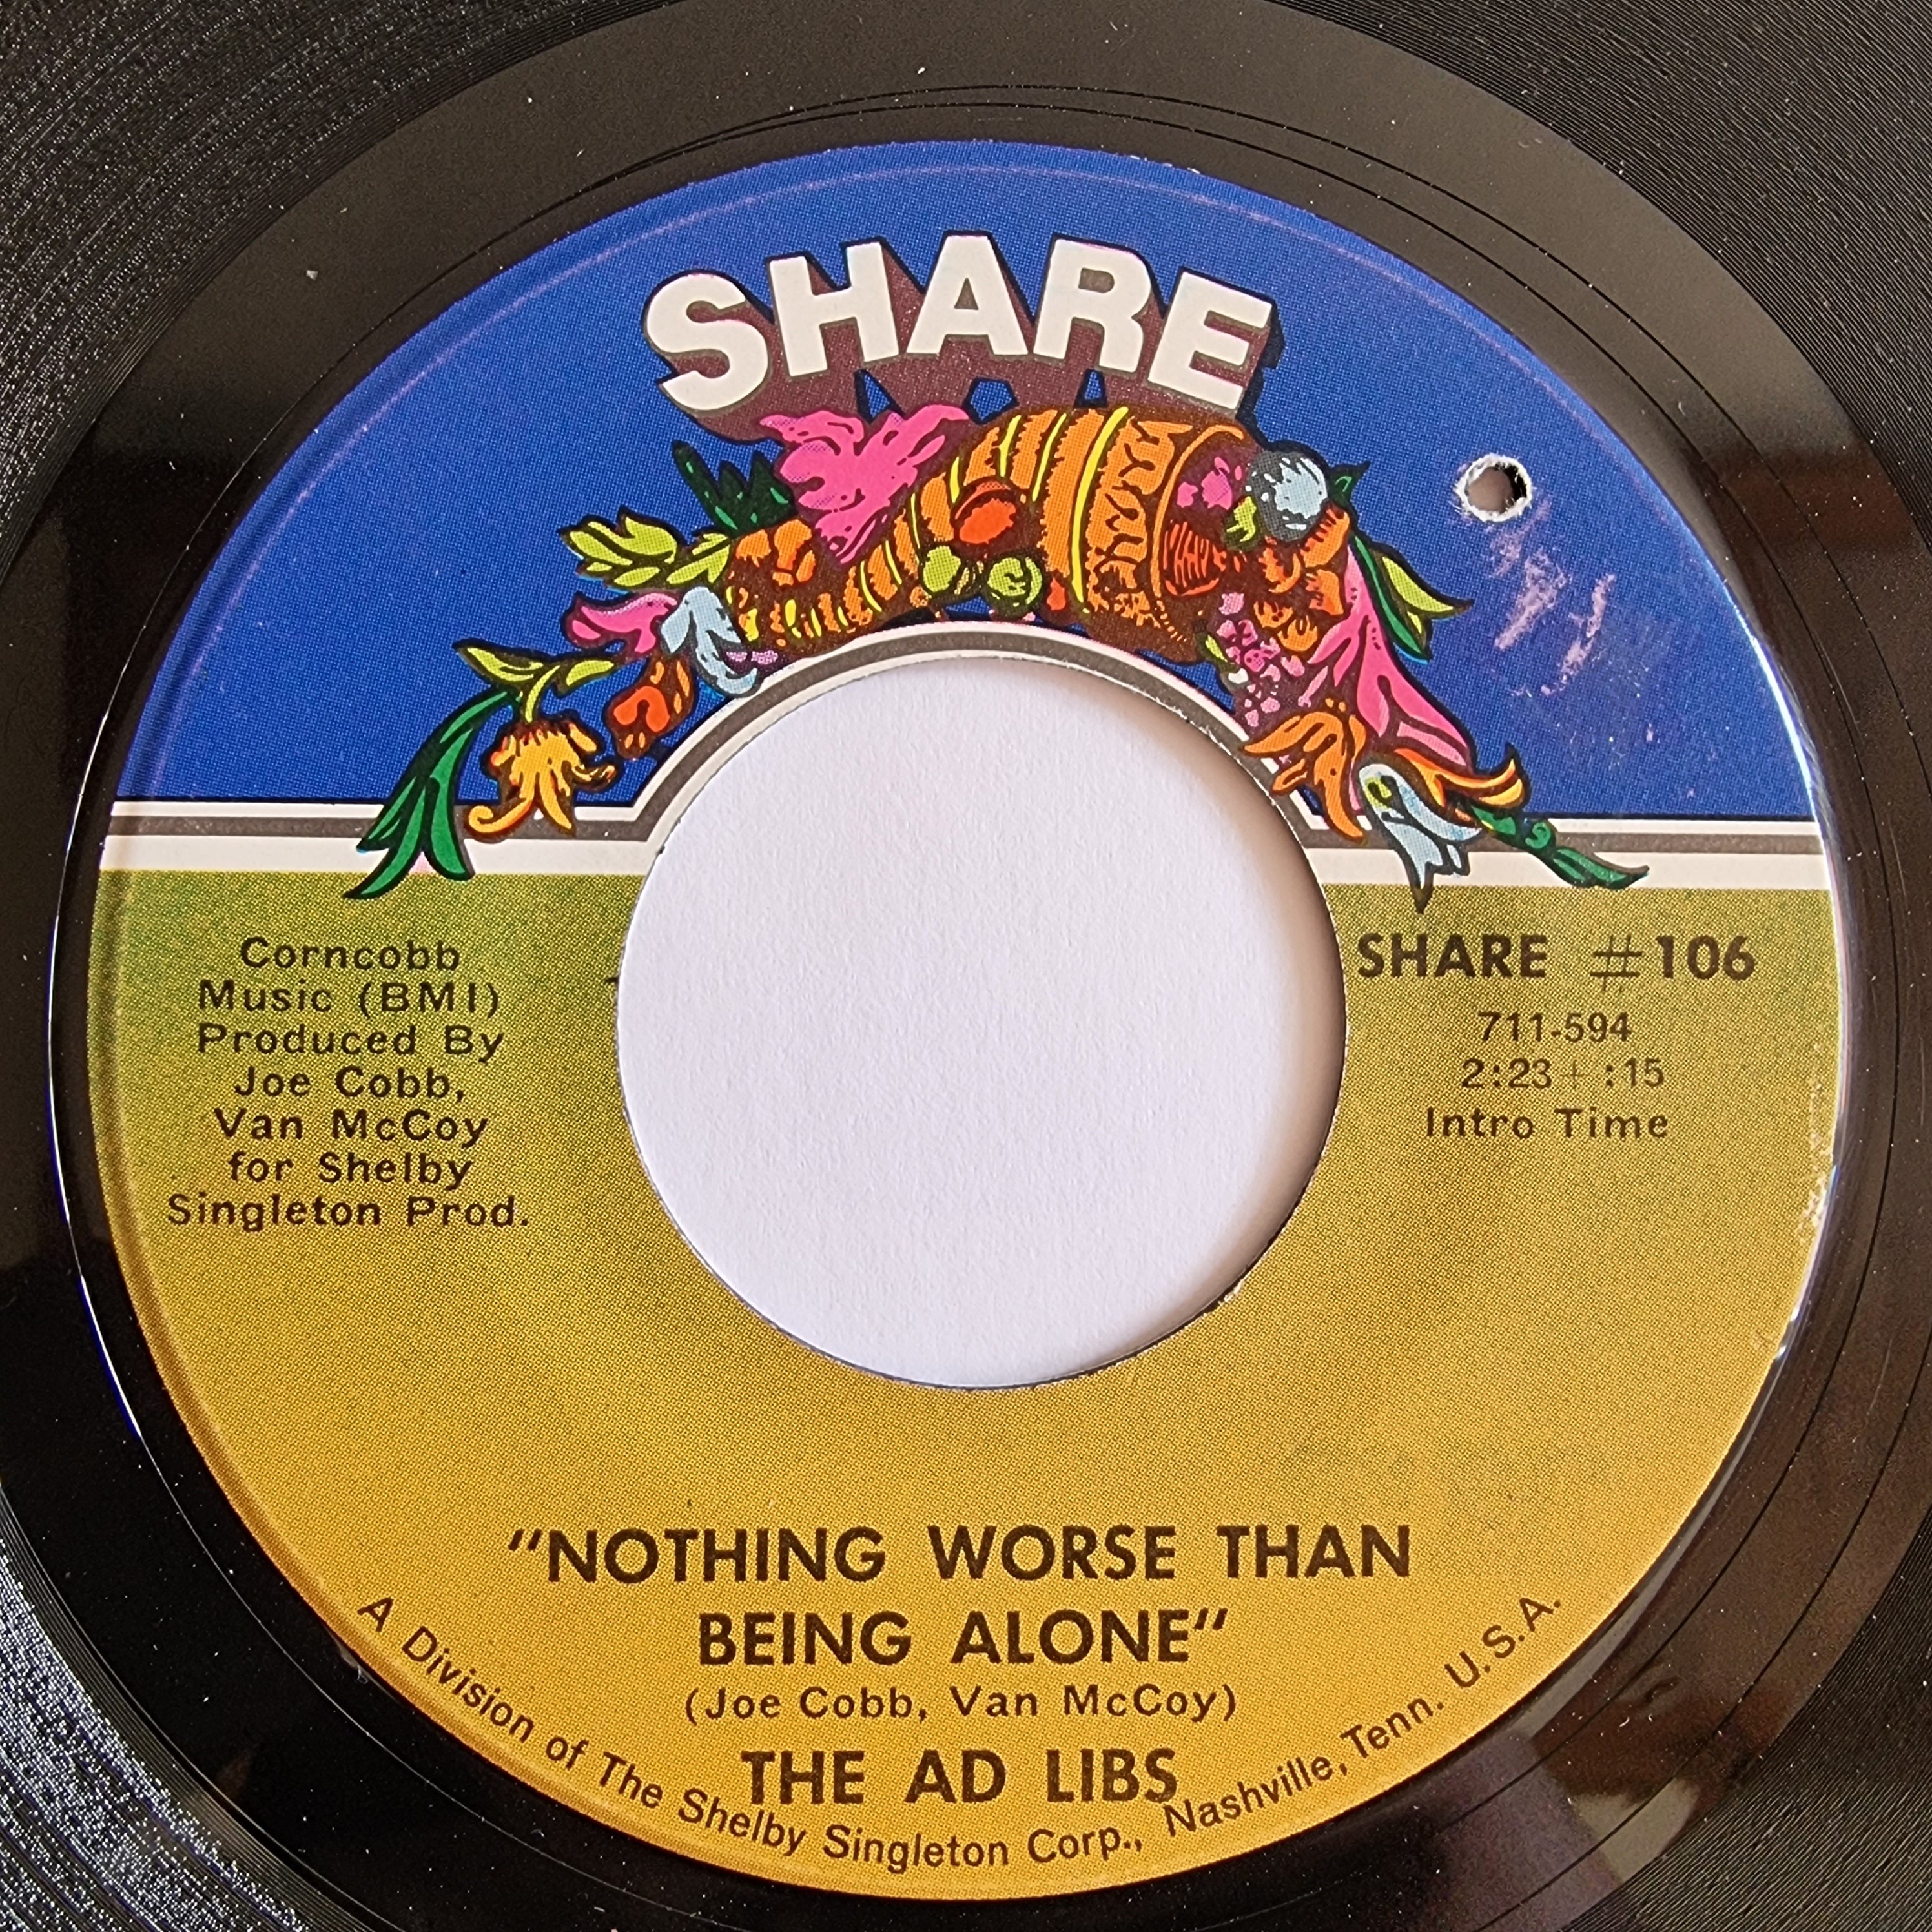 SHARE
Corncobb
Music (BMI)
Produced By
Joe Cobb,
Van McCoy
for Shelby
Singleton Prod.
SHARE #106
711-594
2:23+ :15
Intro Time
"NOTHING WORSE THAN
BEING ALONE"
(Joe Cobb, Van McCoy)
THE AD LIBS
A Division of The Shelby Singleton Corp., Nashville, Tenn. U.S.A.